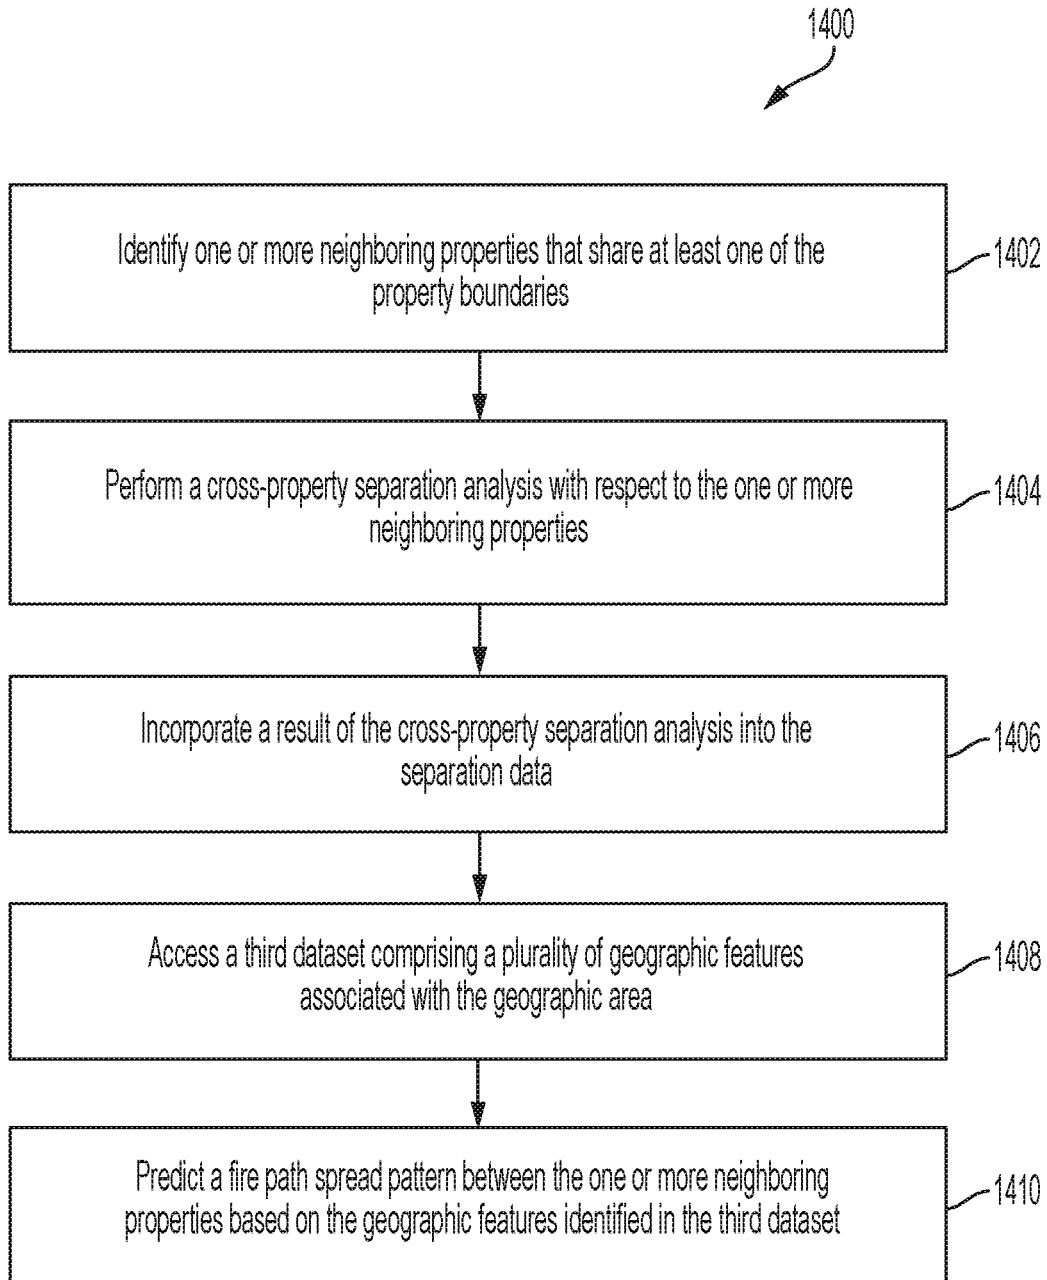 1400
Identify one or more neighboring properties that share at least one of the
property boundaries
1402
Perform a cross-property separation analysis with respect to the one or more
neighboring properties
1404
Incorporate a result of the cross-property separation analysis into the
separation data
1406
Access a third dataset comprising a plurality of geographic features
associated with the geographic area
1408
Predict a fire path spread pattern between the one or more neighboring
properties based on the geographic features identified in the third dataset
1410